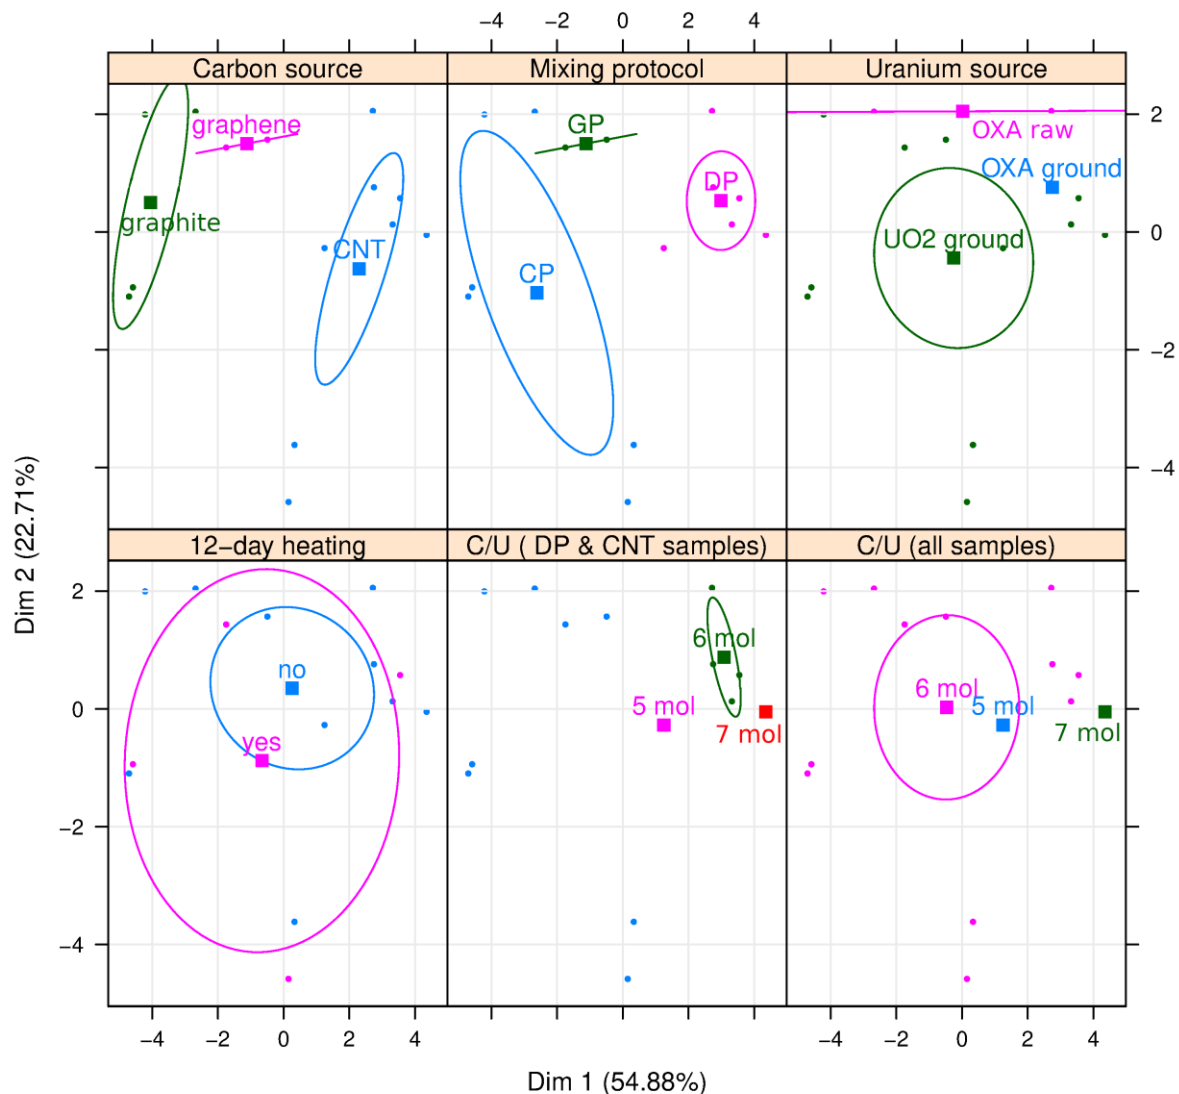 −4 −2 0 2 4
Carbon source Mixing protocol Uranium source
graphene GP OXA raw 2
OXA ground
DP
graphite
CNT UO2 ground 0
CP
−2
−4
12−day heating C/U ( DP & CNT samples) C/U (all samples)
2
no 6 mol
6 mol
0 5 mol 5 mol
yes 7 mol 7 mol
−2
−4
−4 −2 0 2 4 −4 −2 0 2 4
Dim 1 (54.88%)
Dim 2 (22.71%)